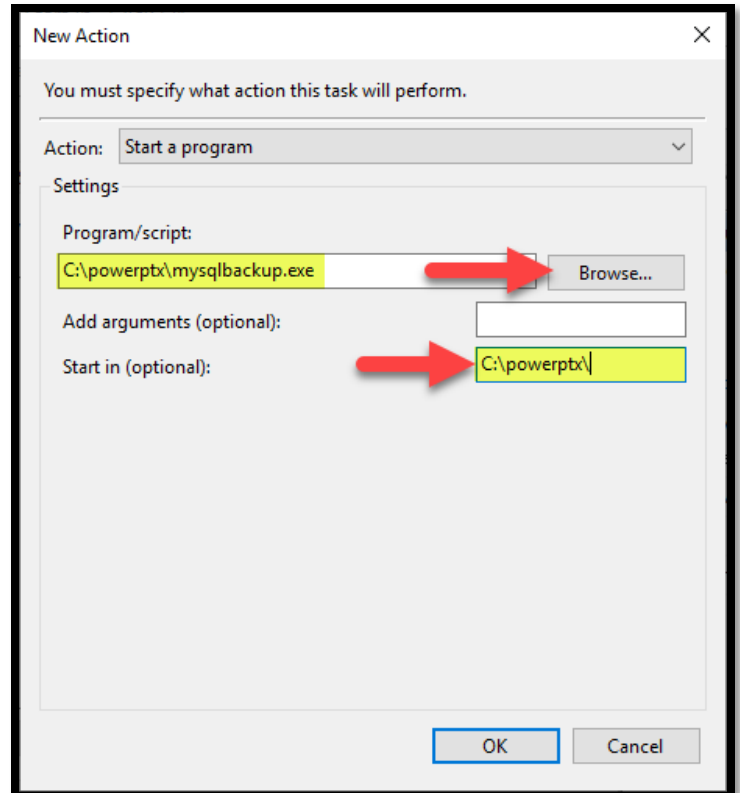 New Action
You must specify what action this task will perform.
Action: Start a program
Settings
Program/script:
C:\powerptx\mysqlbackup.exe Browse...
Add arguments (optional):
Start in (optional): C:\powerptx\
OK Cancel